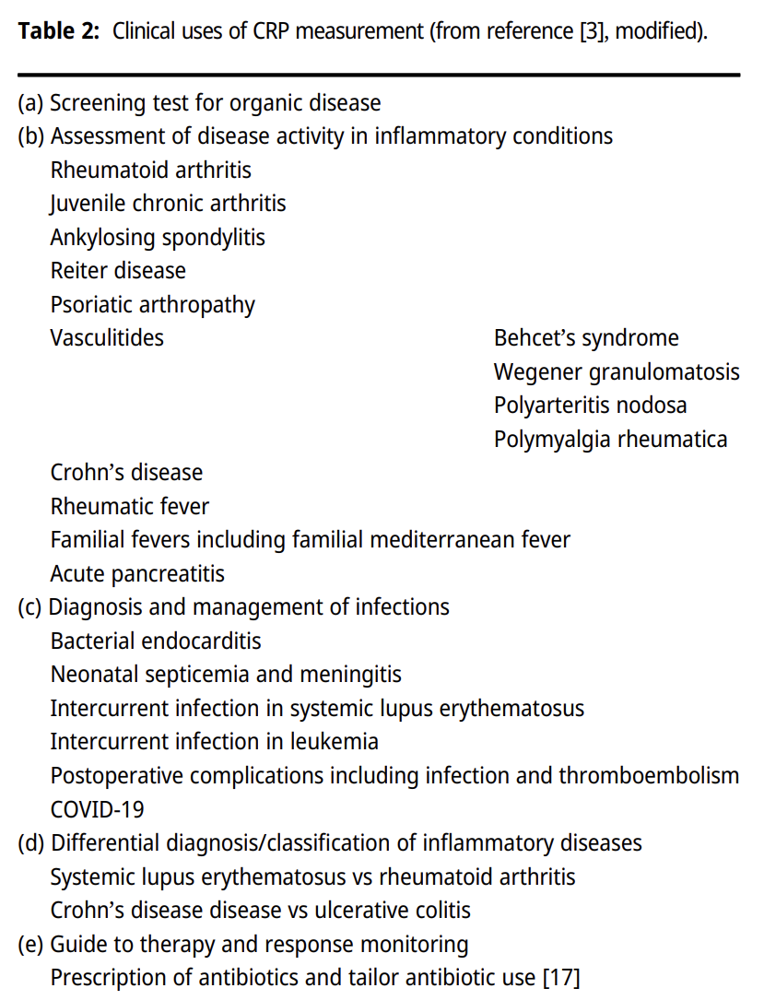 Table 2: Clinical uses of CRP measurement (from reference [3], modified).
(a) Screening test for organic disease
(b) Assessment of disease activity in inflammatory conditions
Rheumatoid arthritis
Juvenile chronic arthritis
Ankylosing spondylitis
Reiter disease
Psoriatic arthropathy
Vasculitides Behcet’s syndrome
Wegener granulomatosis
Polyarteritis nodosa
Polymyalgia rheumatica
Crohn’s disease
Rheumatic fever
Familial fevers including familial mediterranean fever
Acute pancreatitis
(c) Diagnosis and management of infections
Bacterial endocarditis
Neonatal septicemia and meningitis
Intercurrent infection in systemic lupus erythematosus
Intercurrent infection in leukemia
Postoperative complications including infection and thromboembolism
COVID-19
(d) Differential diagnosis/classification of inflammatory diseases
Systemic lupus erythematosus vs rheumatoid arthritis
Crohn’s disease disease vs ulcerative colitis
(e) Guide to therapy and response monitoring
Prescription of antibiotics and tailor antibiotic use [17]